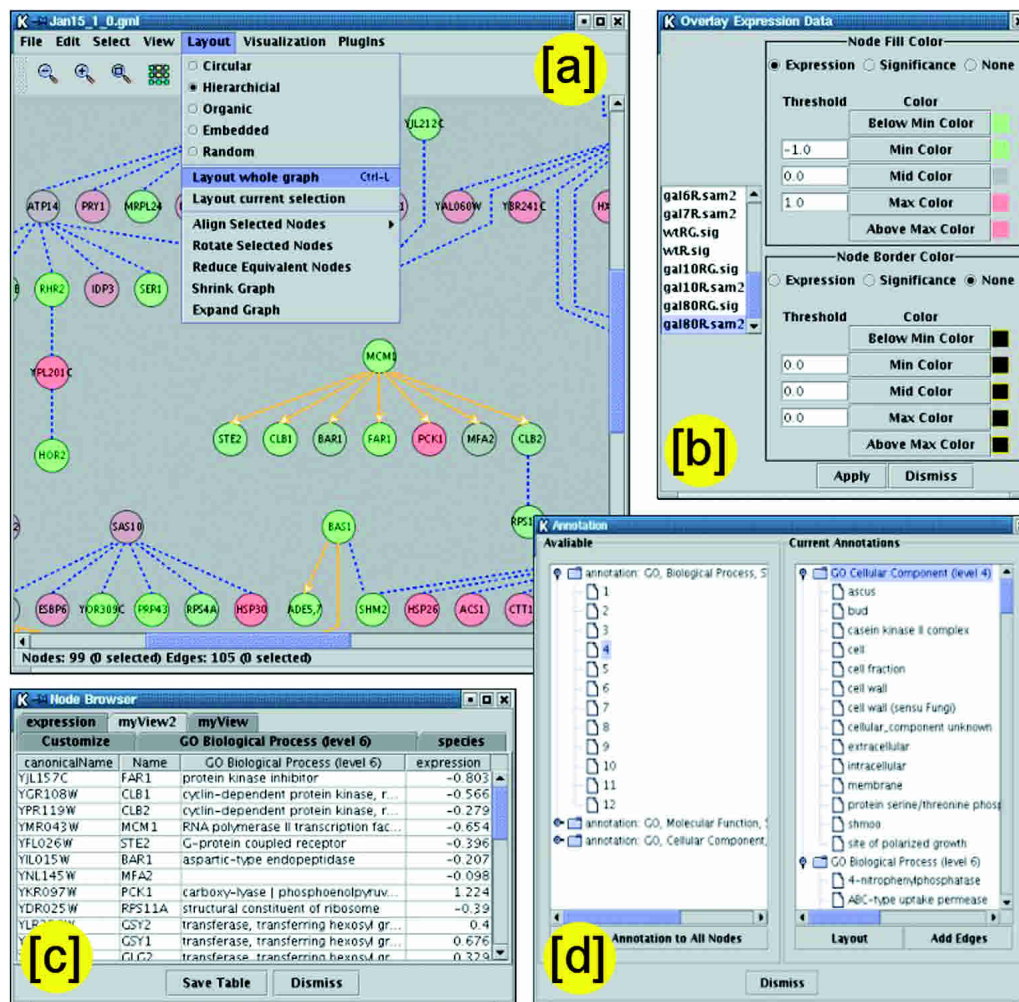 Jan15_1_0.gml
File Edit Select View Layout Visualization PlugIns
Circular
Hierarchicial
Organic
Embedded
Random
Layout whole graph Ctrl-L
Layout current selection
Align Selected Nodes
Rotate Selected Nodes
Reduce Equivalent Nodes
Shrink Graph
Expand Graph
[a]
YJL212C
ATP14 PRY1 MRPL24 YAL060W YBR241C
RHR2 IDP3 SER1
YPL201C
HOR2
MCM1
STE2 CLB1 BAR1 FAR1 PCK1 MFA2 CLB2
SAS10 BAS1
ESBP6 YOR309C PRP43 RPS4A HSP30 ADE5,7 SHM2 HSP26 ACS1 CTT1
Nodes: 99 (0 selected) Edges: 105 (0 selected)
Overlay Expression Data
gal6R.sam2
gal7R.sam2
wtRG.sig
wtR.sig
gal10RG.sig
gal10R.sam2
gal80RG.sig
gal80R.sam2
Node Fill Color
Expression Significance None
Threshold Color
Below Min Color
-1.0 Min Color
0.0 Mid Color
1.0 Max Color
Above Max Color
Node Border Color
Expression Significance None
Threshold Color
Below Min Color
0.0 Min Color
0.0 Mid Color
0.0 Max Color
Above Max Color
Apply Dismiss
[b]
Node Browser
expression myView2 myView
Customize GO Biological Process (level 6) species
canonicalName Name GO Biological Process (level 6) expression
YJL157C FAR1 protein kinase inhibitor -0.803
YGR108W CLB1 cyclin-dependent protein kinase, r... -0.566
YPR119W CLB2 cyclin-dependent protein kinase, r... -0.279
YMR043W MCM1 RNA polymerase II transcription fac... -0.654
YFL026W STE2 G-protein coupled receptor -0.396
YIL015W BAR1 aspartic-type endopeptidase -0.207
YNL145W MFA2 -0.098
YKR097W PCK1 carboxy-lyase | phosphoenolpyruv... 1.224
YDR025W RPS11A structural constituent of ribosome -0.39
GSY2 transferase, transferring hexosyl gr... 0.4
GSY1 transferase, transferring hexosyl gr... 0.676
GLG2 transferase, transferring hexosyl gr... 0.329
Save Table Dismiss
[c]
Annotation
Avaliable
annotation: GO, Biological Process, S
1
2
3
4
5
6
7
8
9
10
11
12
annotation: GO, Molecular Function, S
annotation: GO, Cellular Component,
Annotation to All Nodes
Current Annotations
GO Cellular Component (level 4)
ascus
bud
casein kinase II complex
cell
cell fraction
cell wall
cell wall (sensu Fungi)
cellular_component unknown
extracellular
intracellular
membrane
protein serine/threonine phosp
shmoo
site of polarized growth
GO Biological Process (level 6)
4-nitrophenylphosphatase
ABC-type uptake permease
Layout Add Edges
Dismiss
[d]